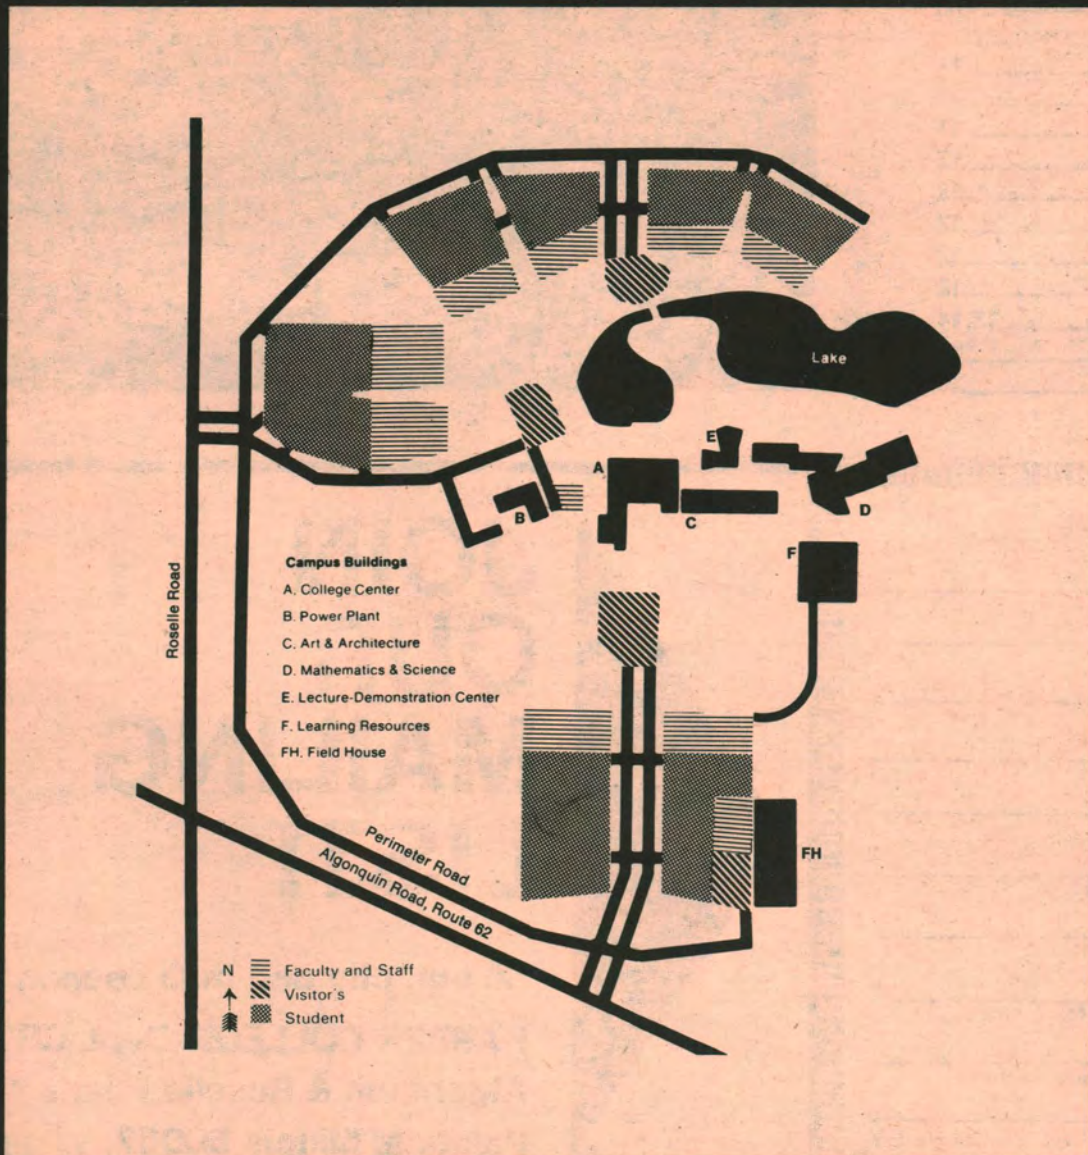 Lake
E
A
B
C
D
F
Campus Buildings
A. College Center
B. Power Plant
C. Art & Architecture
D. Mathematics & Science
E. Lecture-Demonstration Center
F. Learning Resources
FH. Field House
Roselle Road
Perimeter Road
Algonquin Road, Route 62
FH
N
Faculty and Staff
Visitor's
Student